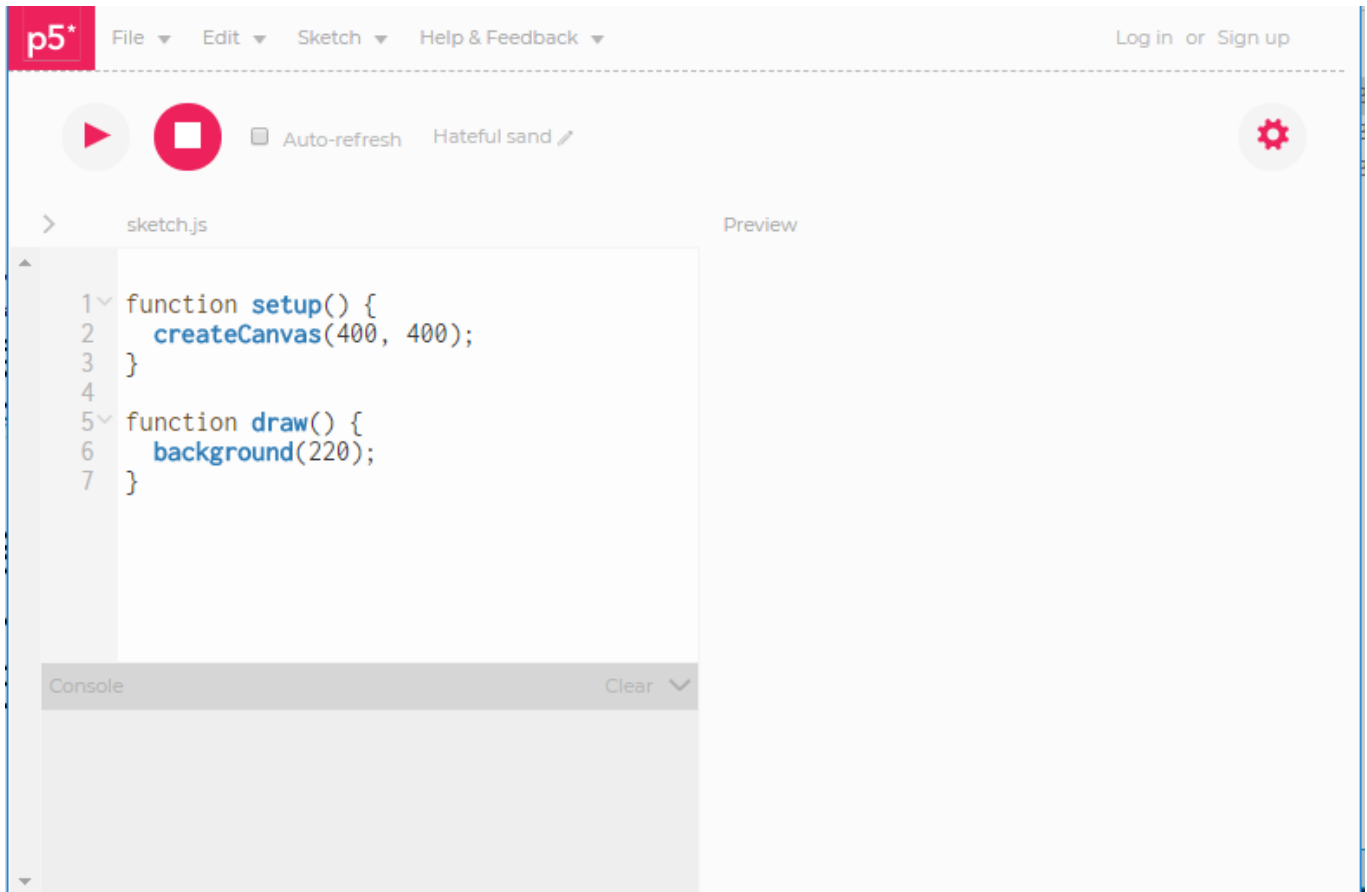 p5* File Edit Sketch Help & Feedback Log in or Sign up
Auto-refresh Hateful sand
sketch.js Preview
1 function setup() {
2   createCanvas(400, 400);
3 }
4
5 function draw() {
6   background(220);
7 }
Console Clear